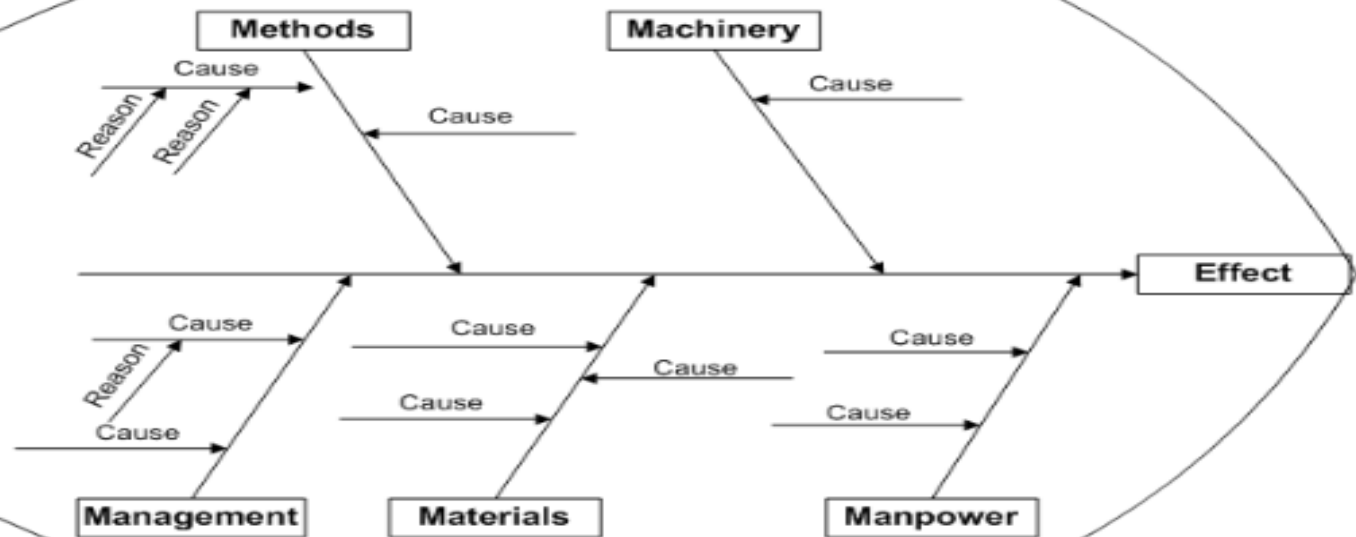 Methods
Machinery
Cause
Cause
Reason
Reason
Cause
Effect
Cause
Cause
Cause
Reason
Cause
Cause
Cause
Cause
Management
Materials
Manpower